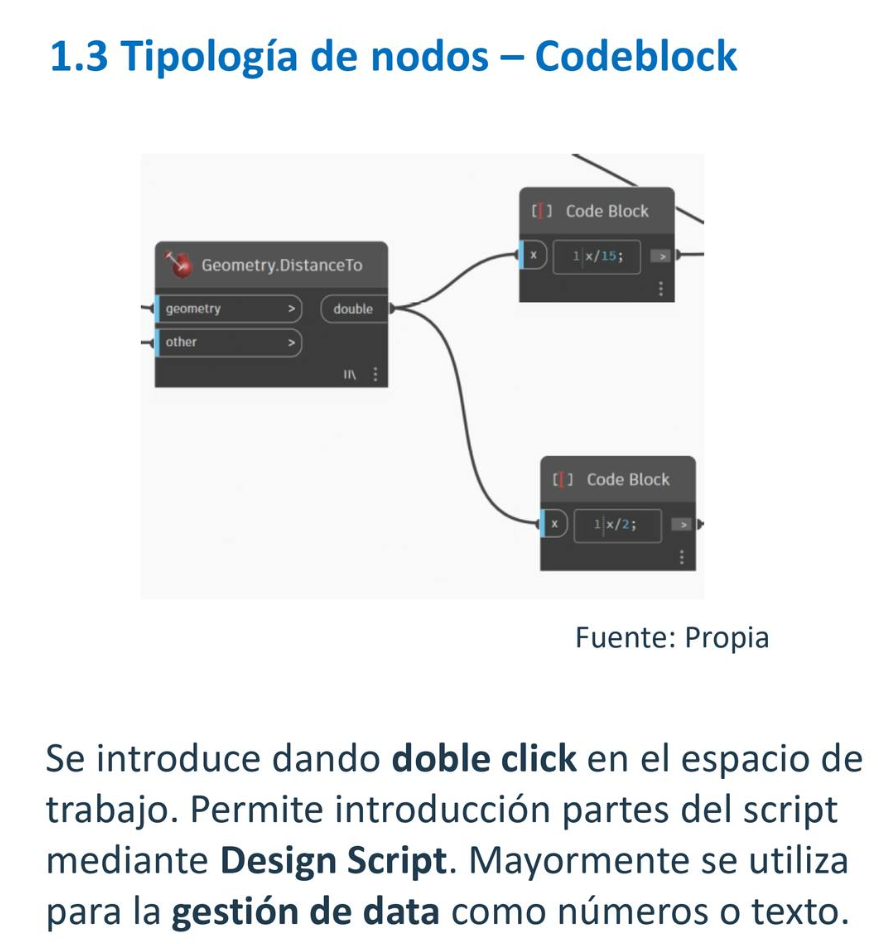 1.3 Tipología de nodos – Codeblock
[ ] Code Block
x
1 x/15;
>
Geometry.DistanceTo
geometry >
double
other >
[ ] Code Block
x
1 x/2;
>
Fuente: Propia
Se introduce dando doble click en el espacio de
trabajo. Permite introducción partes del script
mediante Design Script. Mayormente se utiliza
para la gestión de data como números o texto.